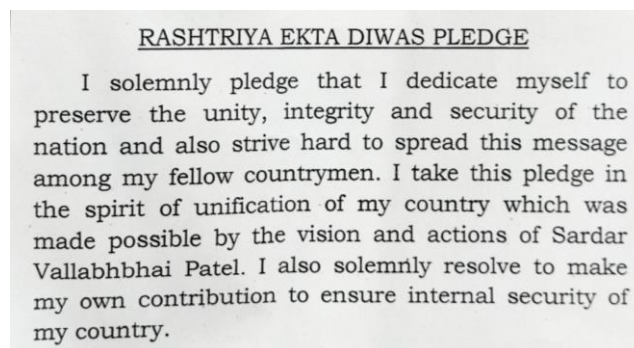 RASHTRIYA EKTA DIWAS PLEDGE
I solemnly pledge that I dedicate myself to
preserve the unity, integrity and security of the
nation and also strive hard to spread this message
among my fellow countrymen. I take this pledge in
the spirit of unification of my country which was
made possible by the vision and actions of Sardar
Vallabhbhai Patel. I also solemnly resolve to make
my own contribution to ensure internal security of
my country.